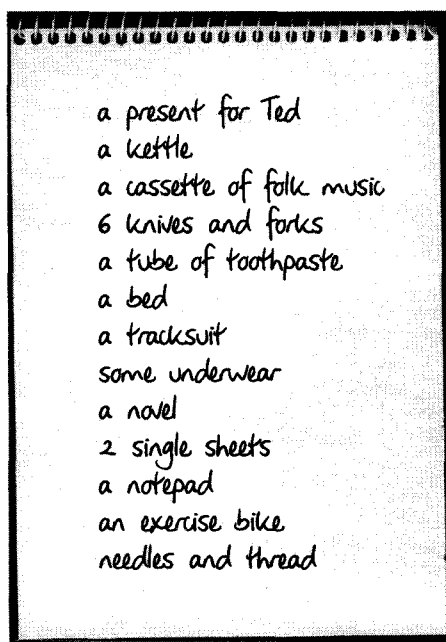 a present for Ted
a kettle
a cassette of folk music
6 knives and forks
a tube of toothpaste
a bed
a tracksuit
some underwear
a novel
2 single sheets
a notepad
an exercise bike
needles and thread